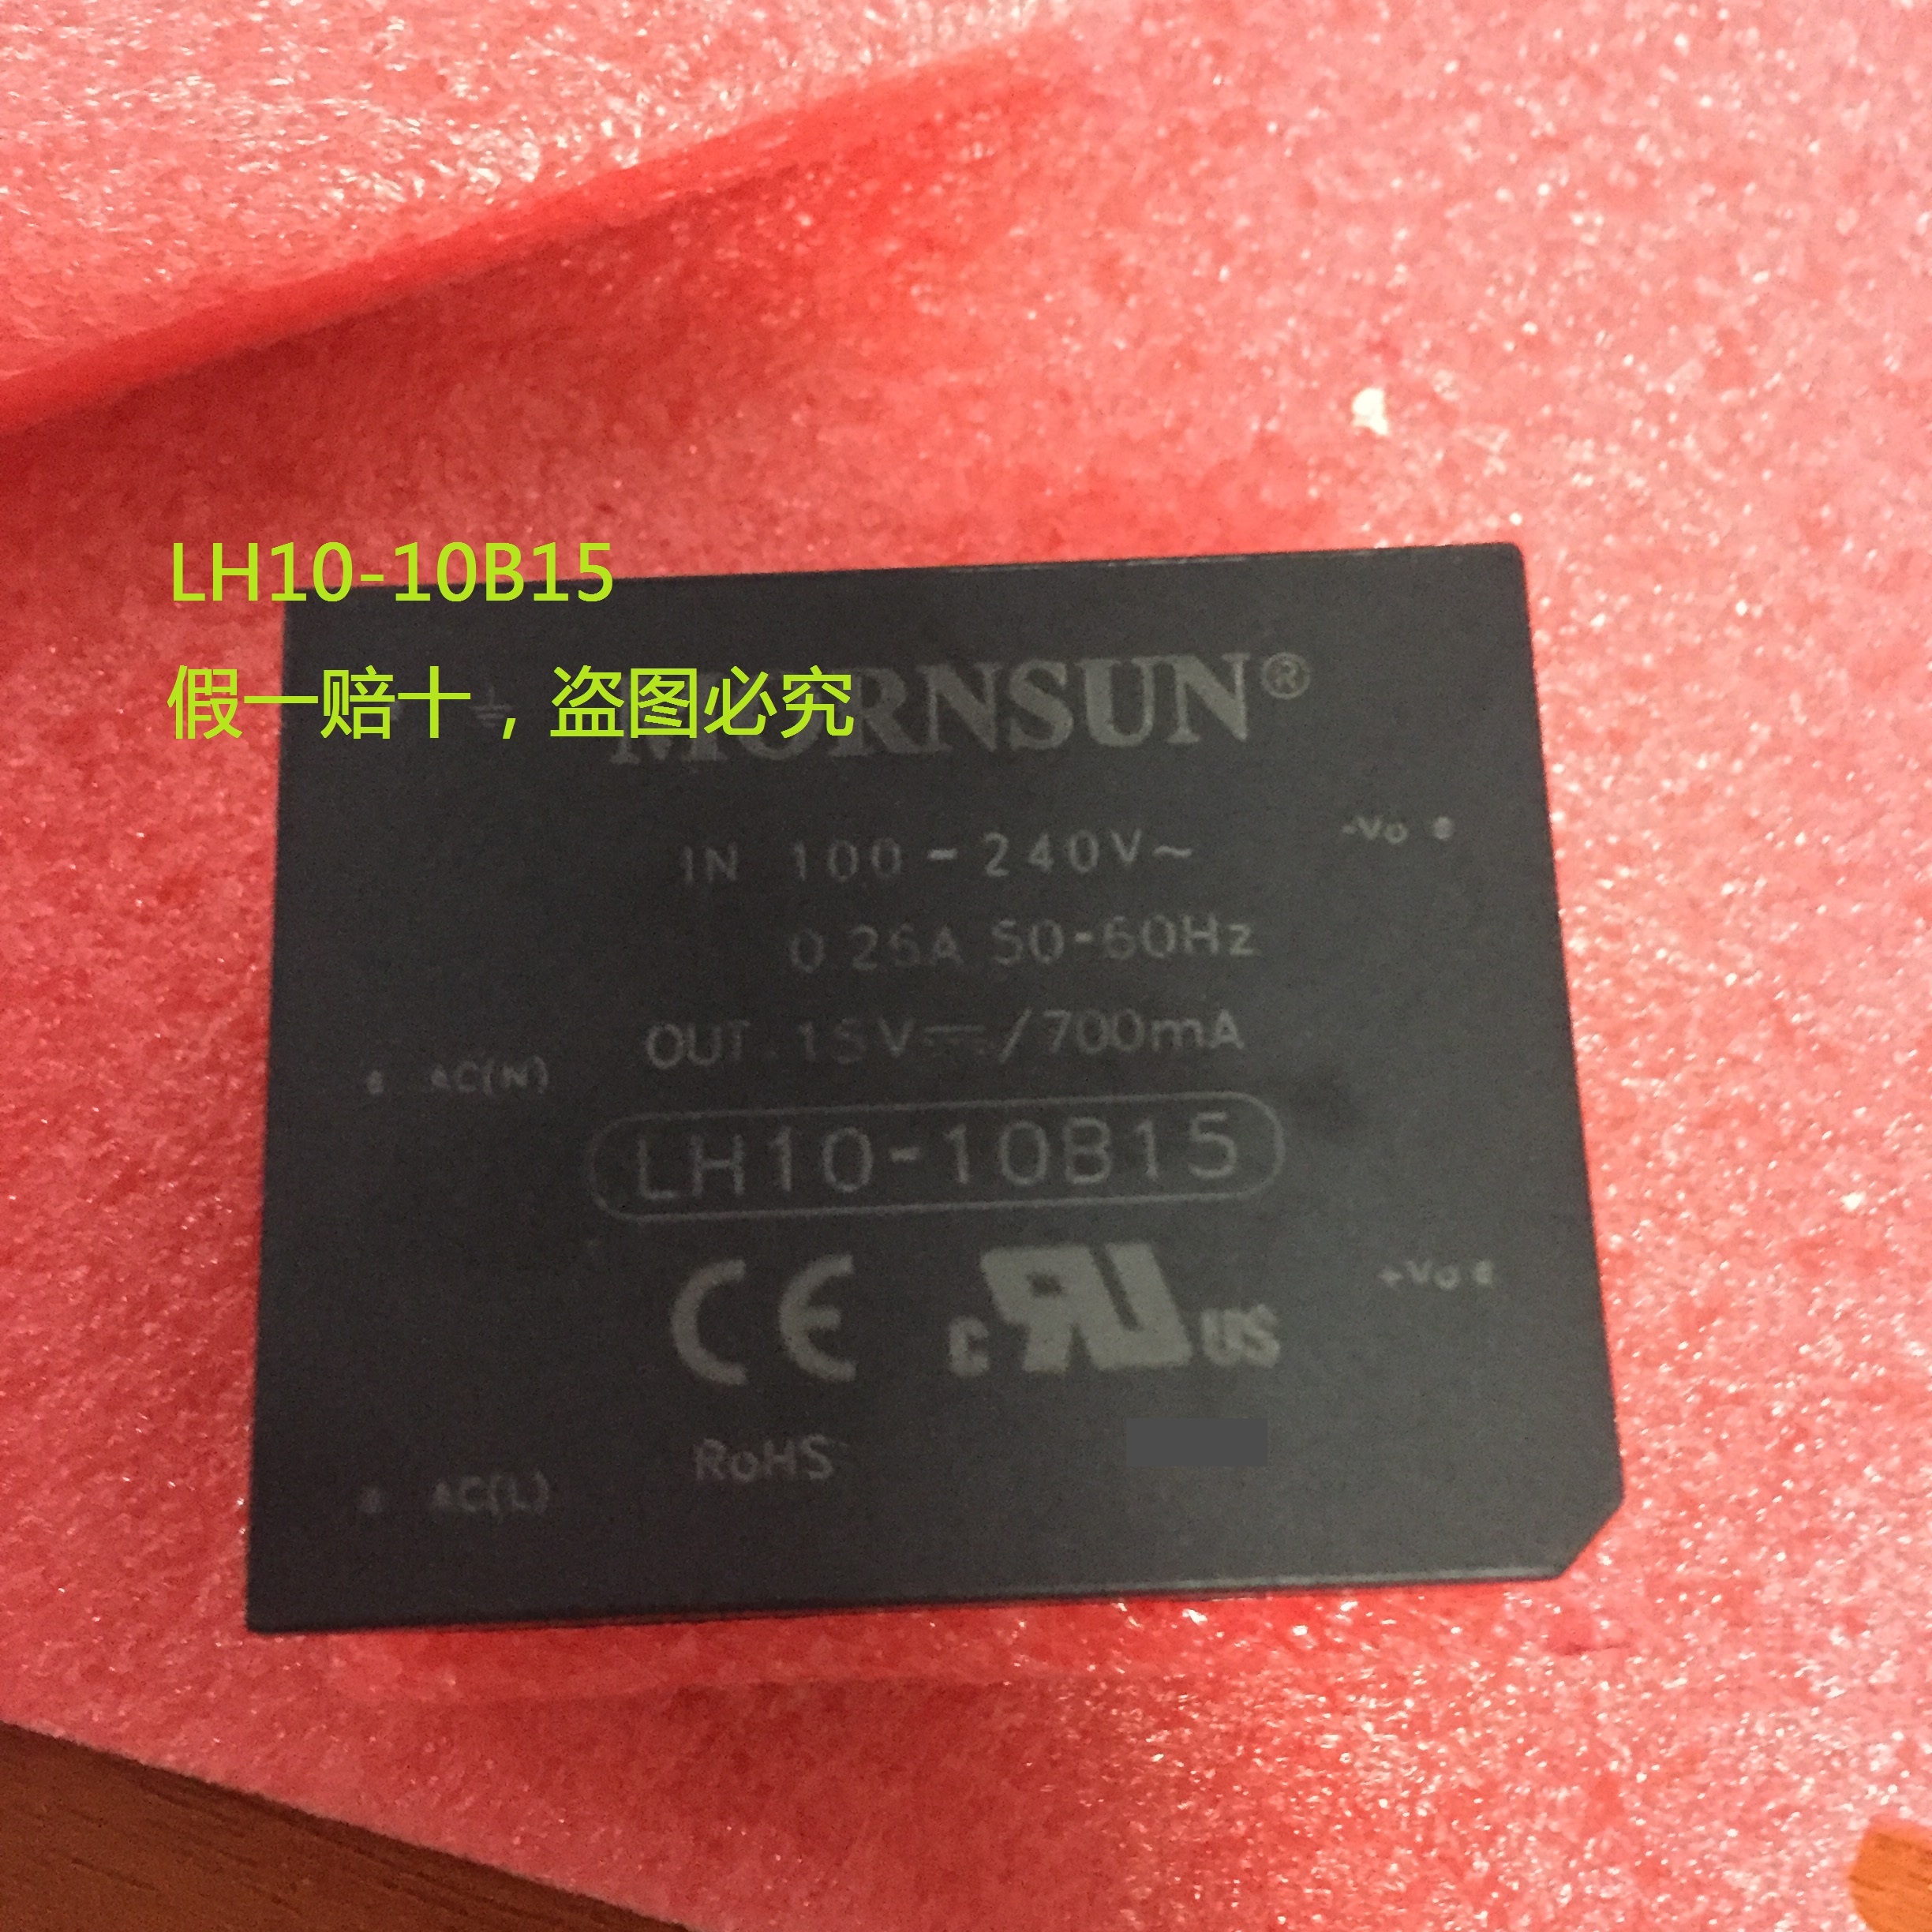 LH10-10B15
假一赔十，盗图必究
MORNSUN®
IN 100-240V~
-Vo
0.26A 50-60Hz
OUT 15V⎓/700mA
AC(N)
LH10-10B15
CE c RU US
+Vo
RoHS
AC(L)